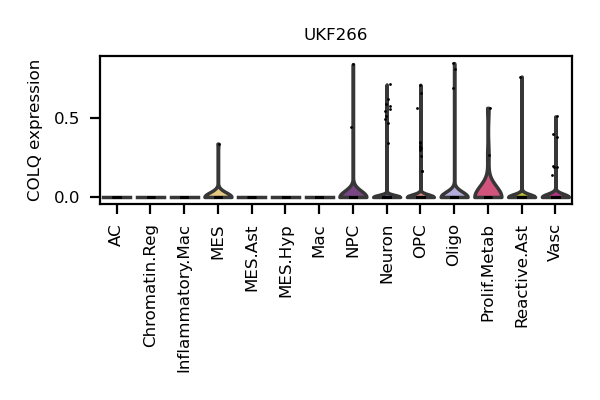 UKF266
COLQ expression
0.5
0.0
AC
Chromatin.Reg
Inflammatory.Mac
MES
MES.Ast
MES.Hyp
Mac
NPC
Neuron
OPC
Oligo
Prolif.Metab
Reactive.Ast
Vasc